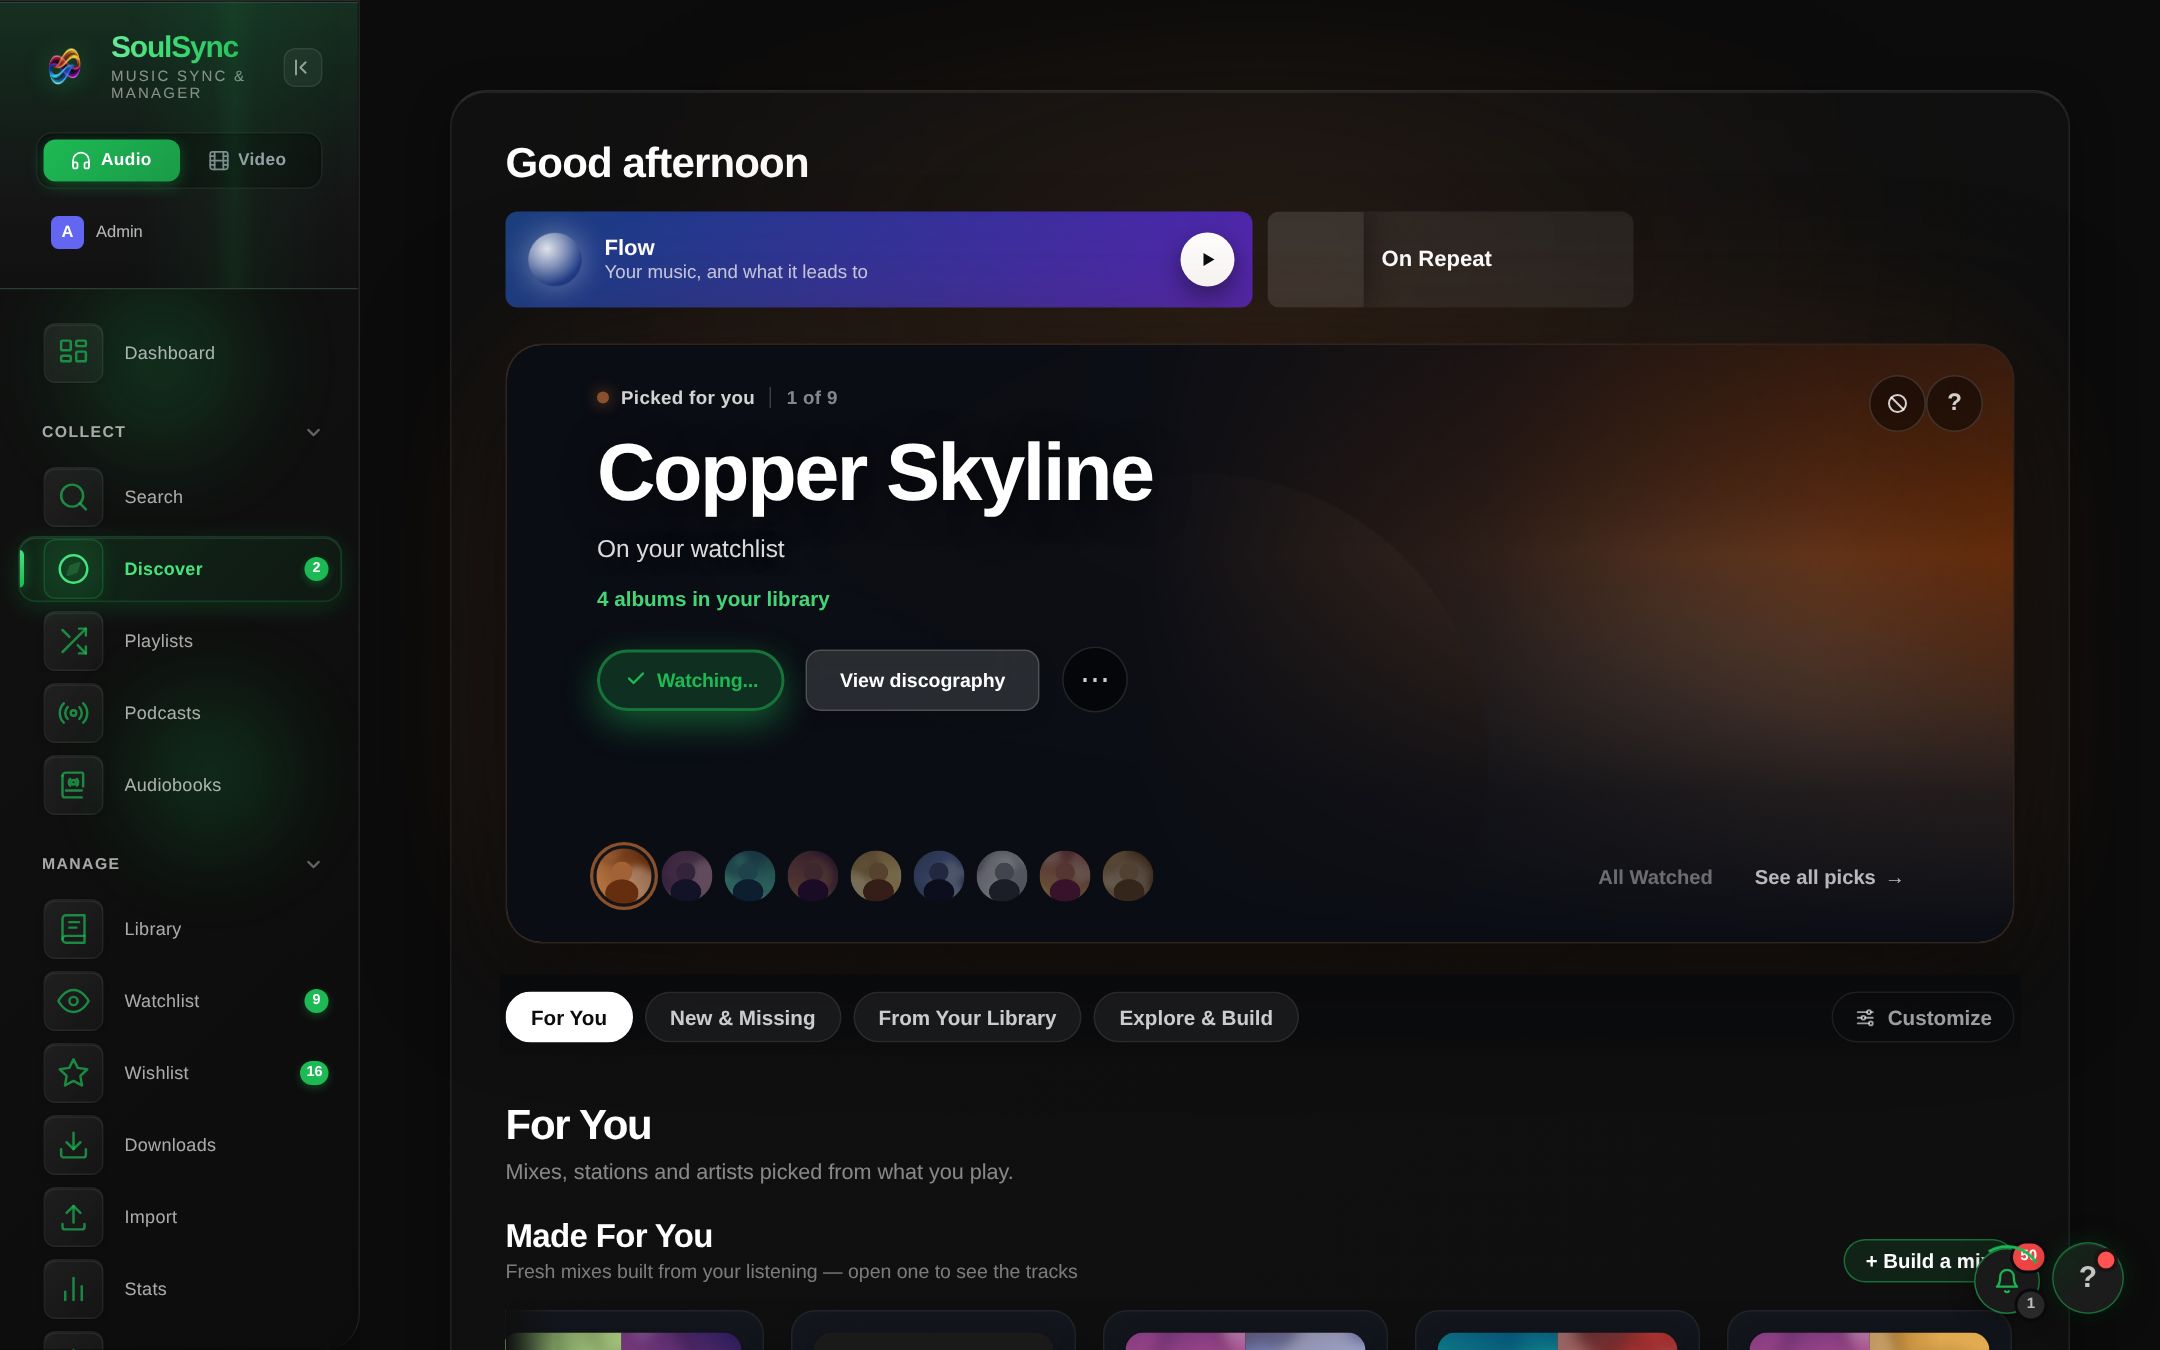 SoulSync
MUSIC SYNC &
MANAGER
Audio
Video
A
Admin
Dashboard
COLLECT
Search
Discover
2
Playlists
Podcasts
Audiobooks
MANAGE
Library
Watchlist
9
Wishlist
16
Downloads
Import
Stats
Good afternoon
Flow
Your music, and what it leads to
On Repeat
Picked for you
1 of 9
?
Copper Skyline
On your watchlist
4 albums in your library
Watching...
View discography
All Watched
See all picks →
For You
New & Missing
From Your Library
Explore & Build
Customize
For You
Mixes, stations and artists picked from what you play.
Made For You
Fresh mixes built from your listening — open one to see the tracks
+ Build a mi
50
1
?